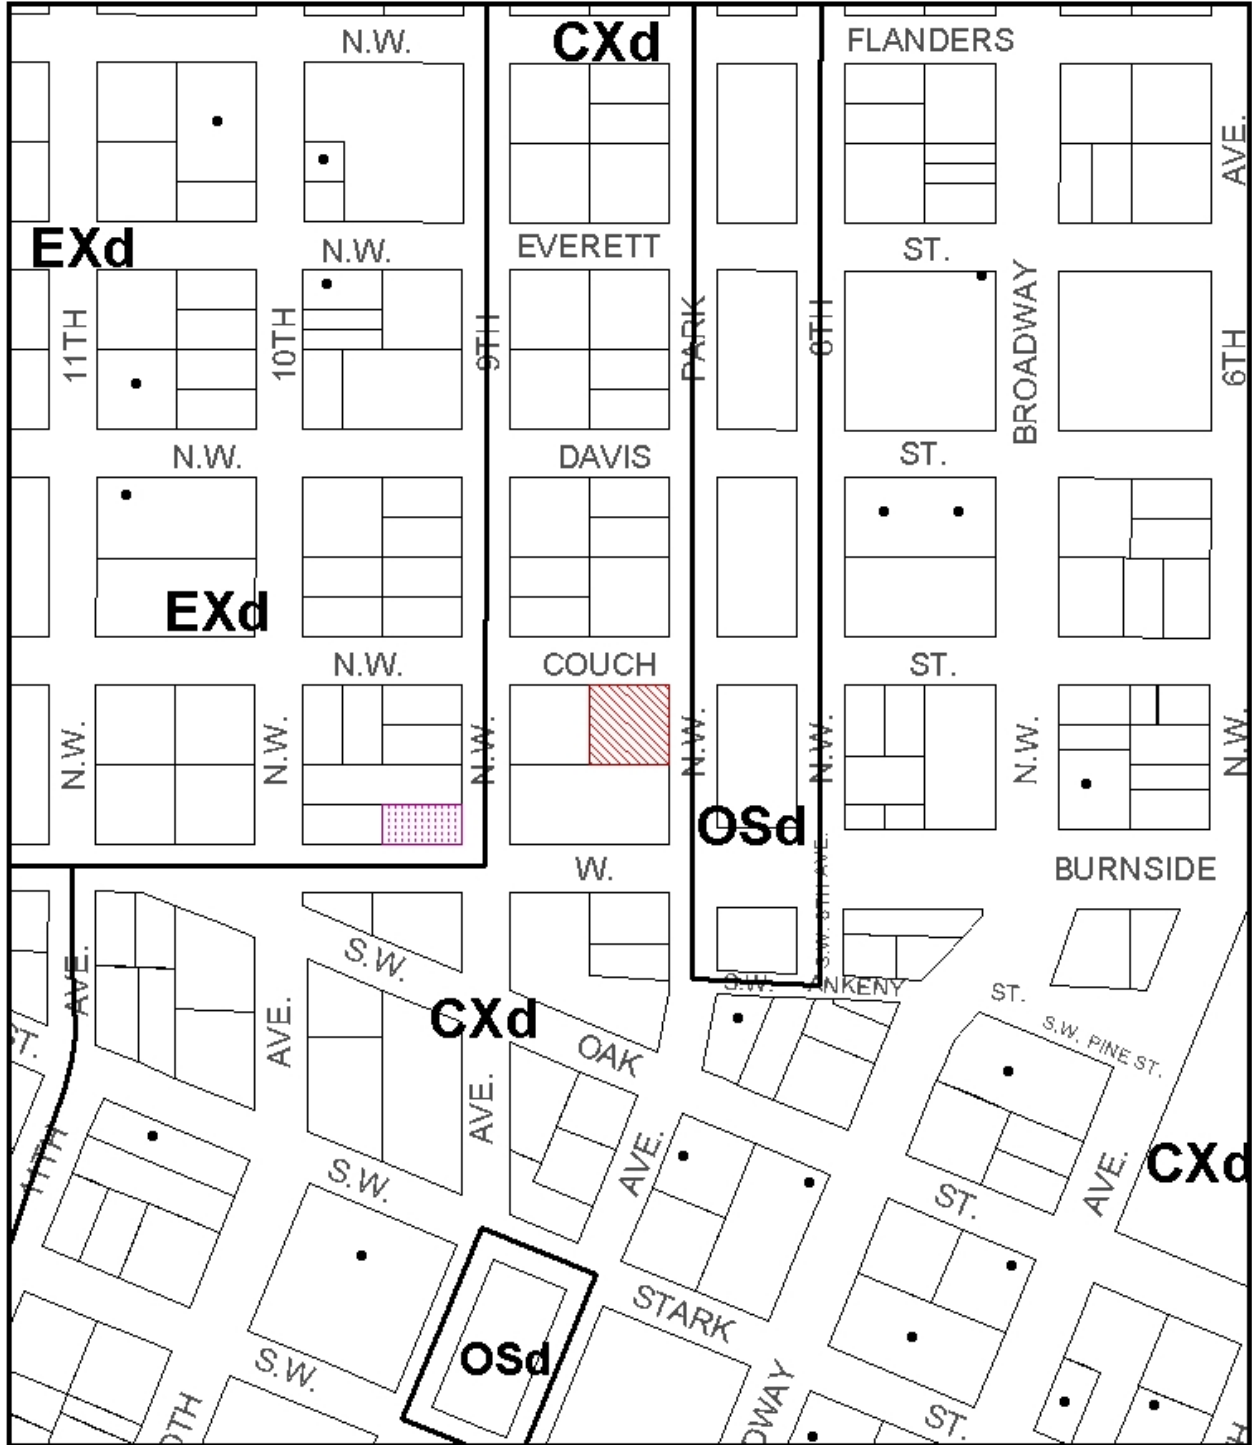 N.W. CXd FLANDERS
AVE.
EXd N.W. EVERETT ST.
11TH 10TH 9TH PARK 8TH BROADWAY 6TH
N.W. DAVIS ST.
EXd
N.W. COUCH ST.
N.W. N.W. N.W. N.W. N.W. N.W. N.W.
OSd
W. BURNSIDE
S.W. 8TH AVE.
S.W.
AVE.
S.W. ANKENY ST.
CXd
ST. AVE. OAK S.W. PINE ST.
AVE.
11TH S.W. AVE. AVE. CXd
ST.
STARK
OSd
S.W.
ST.